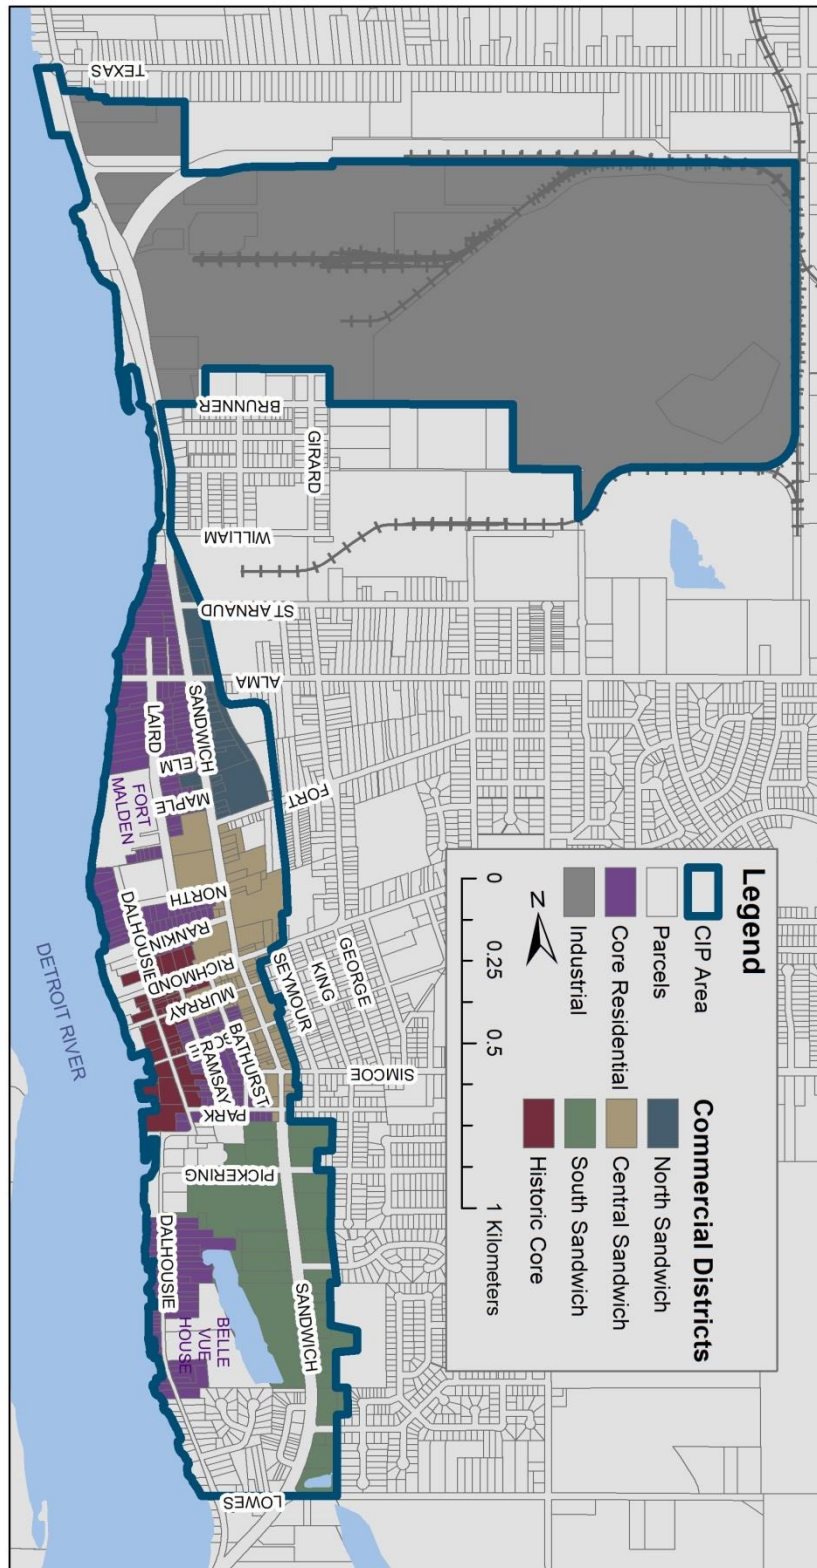 TEXAS
BRUNNER
GIRARD
WILLIAM
ST ARNAUD
ALMA
SANDWICH
LAIRD
ELM
MAPLE
FORT
FORT
MALDEN
NORTH
RANKIN
DALHOUSIE
RICHMOND
MURRAY
SEYMOUR
KING
GEORGE
SIMCOE
BATHURST
RAMSAY
PARK
PICKERING
DALHOUSIE
SANDWICH
BELLE
VUE
HOUSE
LOWES
DETROIT RIVER
Legend
CIP Area
Parcels
Core Residential
Industrial
Commercial Districts
North Sandwich
Central Sandwich
South Sandwich
Historic Core
N
0 0.25 0.5 1 Kilometers